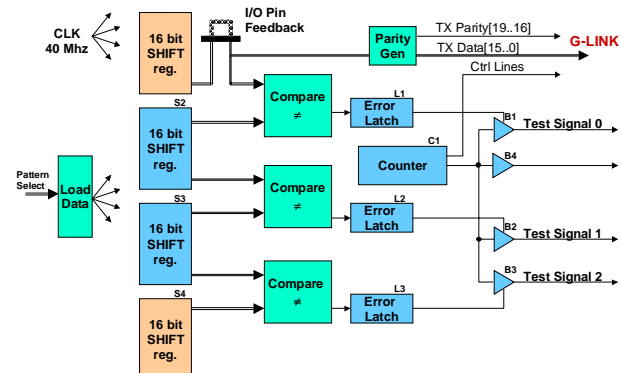 CLK
40 Mhz
16 bit
SHIFT
reg.
I/O Pin
Feedback
Parity
Gen
TX Parity[19..16]
TX Data[15..0]
G-LINK
Ctrl Lines
S2
16 bit
SHIFT
reg.
Compare
≠
L1
Error
Latch
B1
Test Signal 0
C1
Counter
B4
Pattern
Select
Load
Data
S3
16 bit
SHIFT
reg.
Compare
≠
L2
Error
Latch
B2
Test Signal 1
B3
Test Signal 2
S4
16 bit
SHIFT
reg.
Compare
≠
L3
Error
Latch